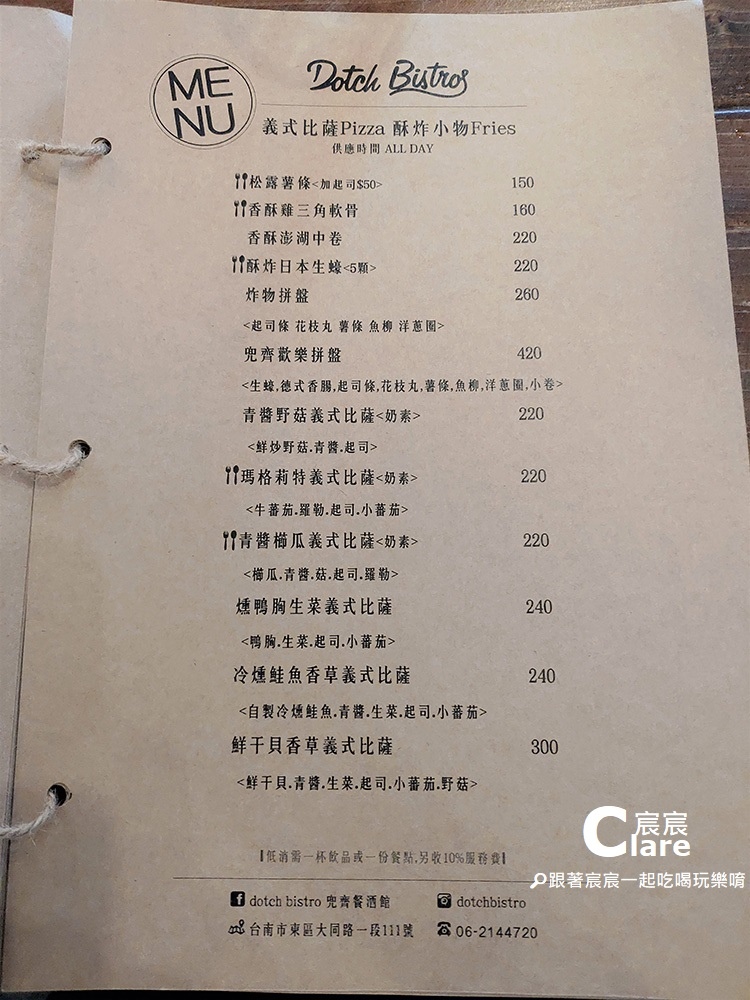 MENU
Dotch Bistros
義式比薩Pizza 酥炸小物Fries
供應時間 ALL DAY
松露薯條<加起司$50> 150
香酥雞三角軟骨 160
香酥澎湖中卷 220
酥炸日本生蠔<5顆> 220
炸物拼盤 260
<起司條 花枝丸 薯條 魚柳 洋蔥圈>
兜齊歡樂拼盤 420
<生蠔,德式香腸,起司條,花枝丸,薯條,魚柳,洋蔥圈,小卷>
青醬野菇義式比薩<奶素> 220
<鮮炒野菇.青醬.起司>
瑪格莉特義式比薩<奶素> 220
<牛蕃茄.羅勒.起司.小蕃茄>
青醬櫛瓜義式比薩<奶素> 220
<櫛瓜.青醬.菇.起司.羅勒>
燻鴨胸生菜義式比薩 240
<鴨胸.生菜.起司.小蕃茄>
冷燻鮭魚香草義式比薩 240
<自製冷燻鮭魚.青醬.生菜.起司.小蕃茄>
鮮干貝香草義式比薩 300
<鮮干貝.青醬.生菜.起司.小蕃茄.野菇>
【低消需一杯飲品或一份餐點,另收10%服務費】
dotch bistro 兜齊餐酒館 dotchbistro
台南市東區大同路一段111號 06-2144720
宸宸
Clare
跟著宸宸一起吃喝玩樂唷